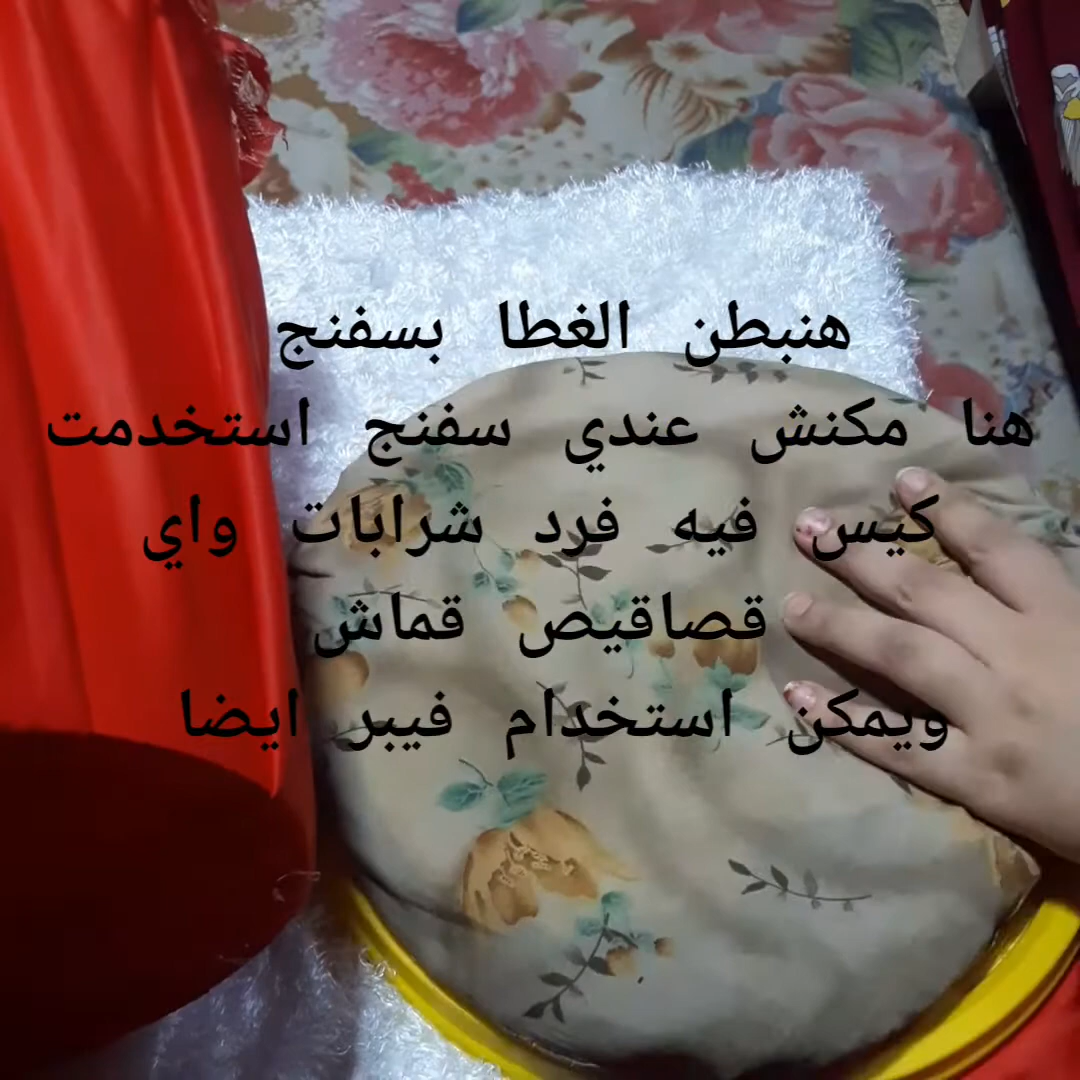 هنبطن الغطا بسفنج
هنا مكنش عندي سفنج استخدمت
كيس فيه فرد شرابات واي
قصاقيص قماش
ويمكن استخدام فيبر ايضا